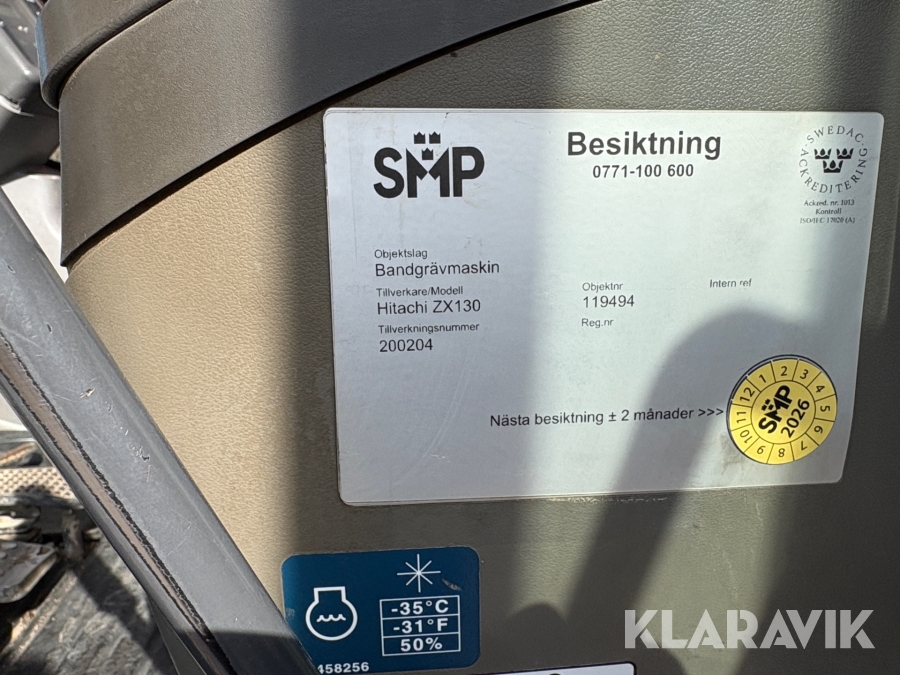 SMP
Besiktning
0771-100 600
SWEDAC
ACKREDITERING
Ackred. nr. 1013
Kontroll
ISO/IEC 17020 (A)
Objektslag
Bandgrävmaskin
Tillverkare/Modell
Hitachi ZX130
Tillverkningsnummer
200204
Objektnr
119494
Reg.nr
Intern ref
Nästa besiktning ± 2 månader >>>
1 2 3 4 5 6 7 8 9 10 11 12
SMP
2026
-35°C
-31°F
50%
458256
KLARAVIK